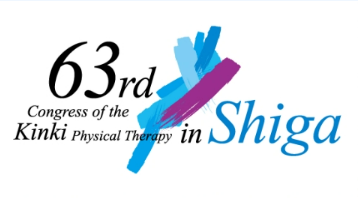 63rd
Congress of the
Kinki Physical Therapy in Shiga